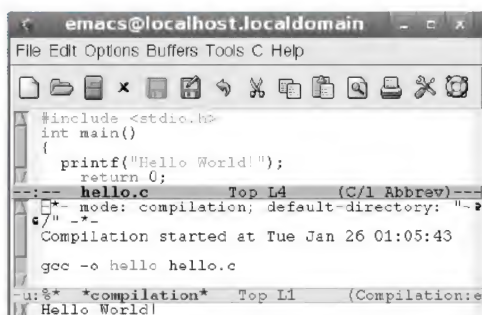 emacs@localhost.localdomain
File Edit Options Buffers Tools C Help
#include <stdio.h>
int main()
{
printf("Hello World!");
return 0;
--:-- hello.c Top L4 (C/l Abbrev)---
-*- mode: compilation; default-directory: "~
/" -*-
Compilation started at Tue Jan 26 01:05:43
gcc -o hello hello.c
-u:%* *compilation* Top L1 (Compilation:e
Hello World!